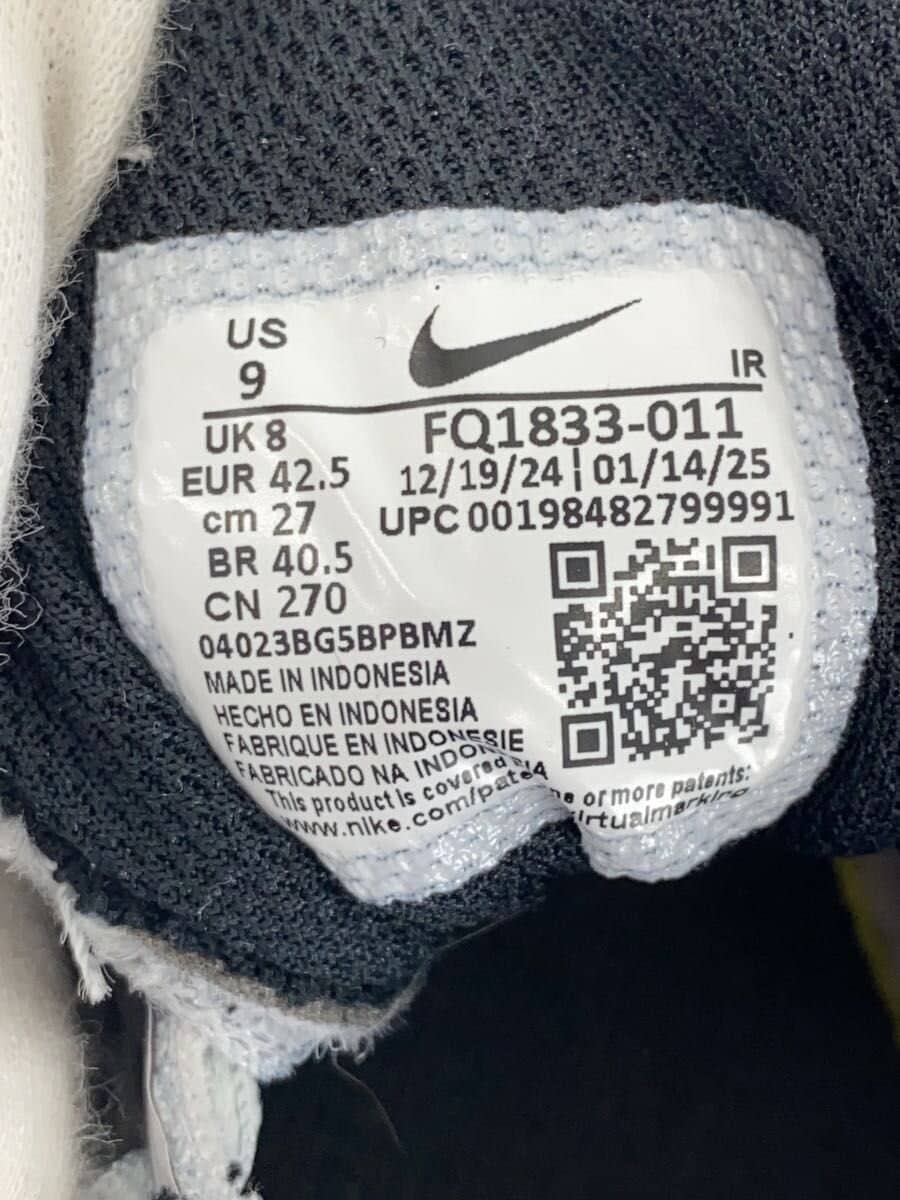 US
9
IR
UK 8
FQ1833-011
EUR 42.5
12/19/24 | 01/14/25
cm 27
UPC 00198482799991
BR 40.5
CN 270
04023BG5BPBMZ
MADE IN INDONESIA
HECHO EN INDONESIA
FABRIQUE EN INDONESIE
FABRICADO NA INDO
This product is covered or more patents:
www.nike.com/pate